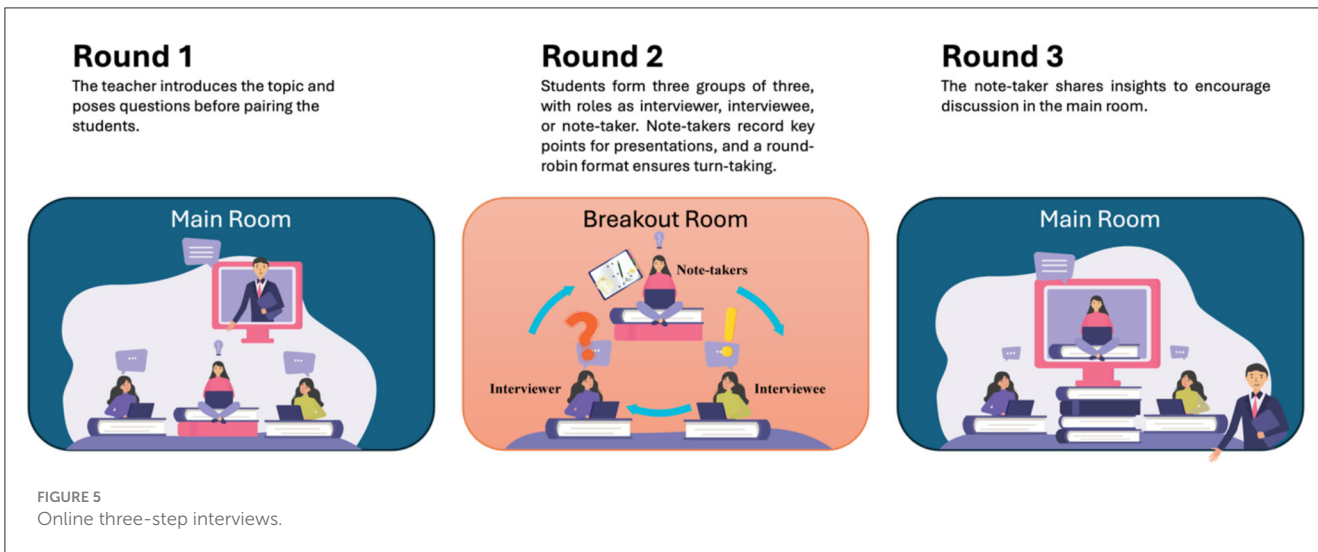 Round 1
The teacher introduces the topic and
poses questions before pairing the
students.
Round 2
Students form three groups of three,
with roles as interviewer, interviewee,
or note-taker. Note-takers record key
points for presentations, and a round-
robin format ensures turn-taking.
Round 3
The note-taker shares insights to encourage
discussion in the main room.
Main Room
Breakout Room
Note-takers
Interviewer
Interviewee
Main Room
FIGURE 5
Online three-step interviews.